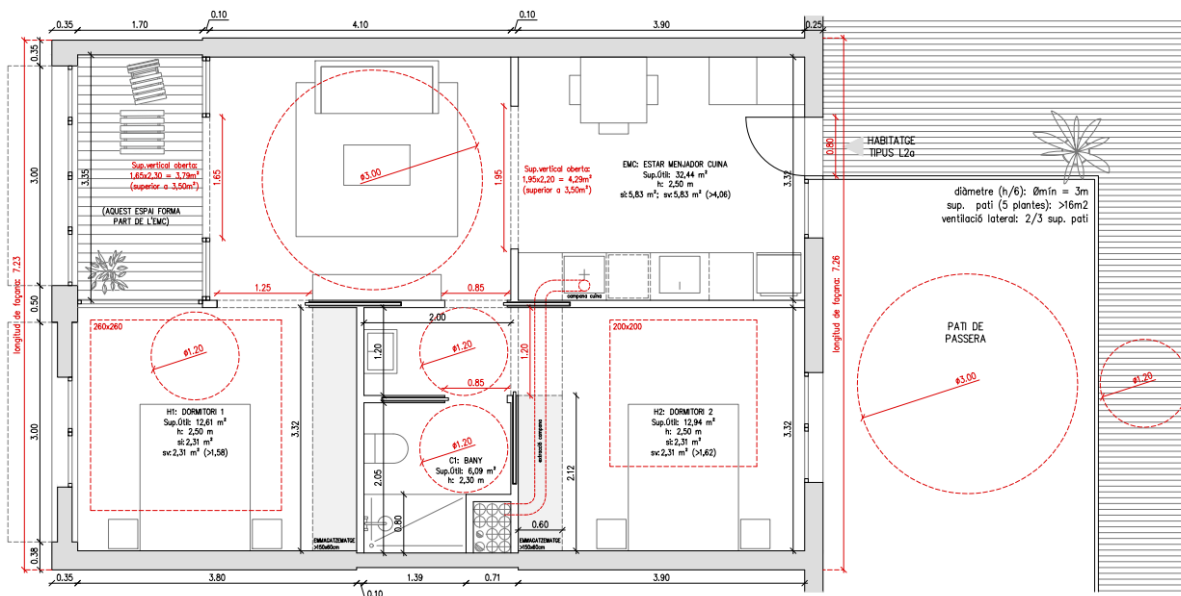 0.35
1.70
0.10
4.10
0.10
3.90
0.25
0.35
longitud de façana: 7.23
3.00
3.35
Sup.vertical oberta:
1,65x2,30 = 3,79m²
(superior a 3,50m²)
(AQUEST ESPAI FORMA
PART DE L'EMC)
1.65
ø3.00
1.95
Sup.vertical oberta:
1,95x2,20 = 4,29m²
(superior a 3,50m²)
EMC: ESTAR MENJADOR CUINA
Sup.Útil: 32,44 m²
h: 2,50 m
sl: 5,83 m²; sv: 5,83 m² (>4,06)
3.32
0.80
HABITATGE
TIPUS L2a
diàmetre (h/6): Ømín = 3m
sup. pati (5 plantes): >16m2
ventilació lateral: 2/3 sup. pati
campana cuina
1.25
0.85
0.50
2.00
longitud de façana: 7.26
260x260
ø1.20
1.20
ø1.20
0.85
1.20
200x200
PATI DE
PASSERA
ø3.00
ø1.20
3.00
H1: DORMITORI 1
Sup.Útil: 12,61 m²
h: 2,50 m
sl: 2,31 m²
sv: 2,31 m² (>1,58)
3.32
2.05
ø1.20
C1: BANY
Sup.Útil: 6,09 m²
h: 2,30 m
0.80
extracció campana
2.12
0.60
H2: DORMITORI 2
Sup.Útil: 12,94 m²
h: 2,50 m
sl: 2,31 m²
sv: 2,31 m² (>1,62)
3.32
EMMAGATZEMATGE
>150x60cm
EMMAGATZEMATGE
>150x60cm
0.38
0.35
3.80
0.10
1.39
0.71
3.90